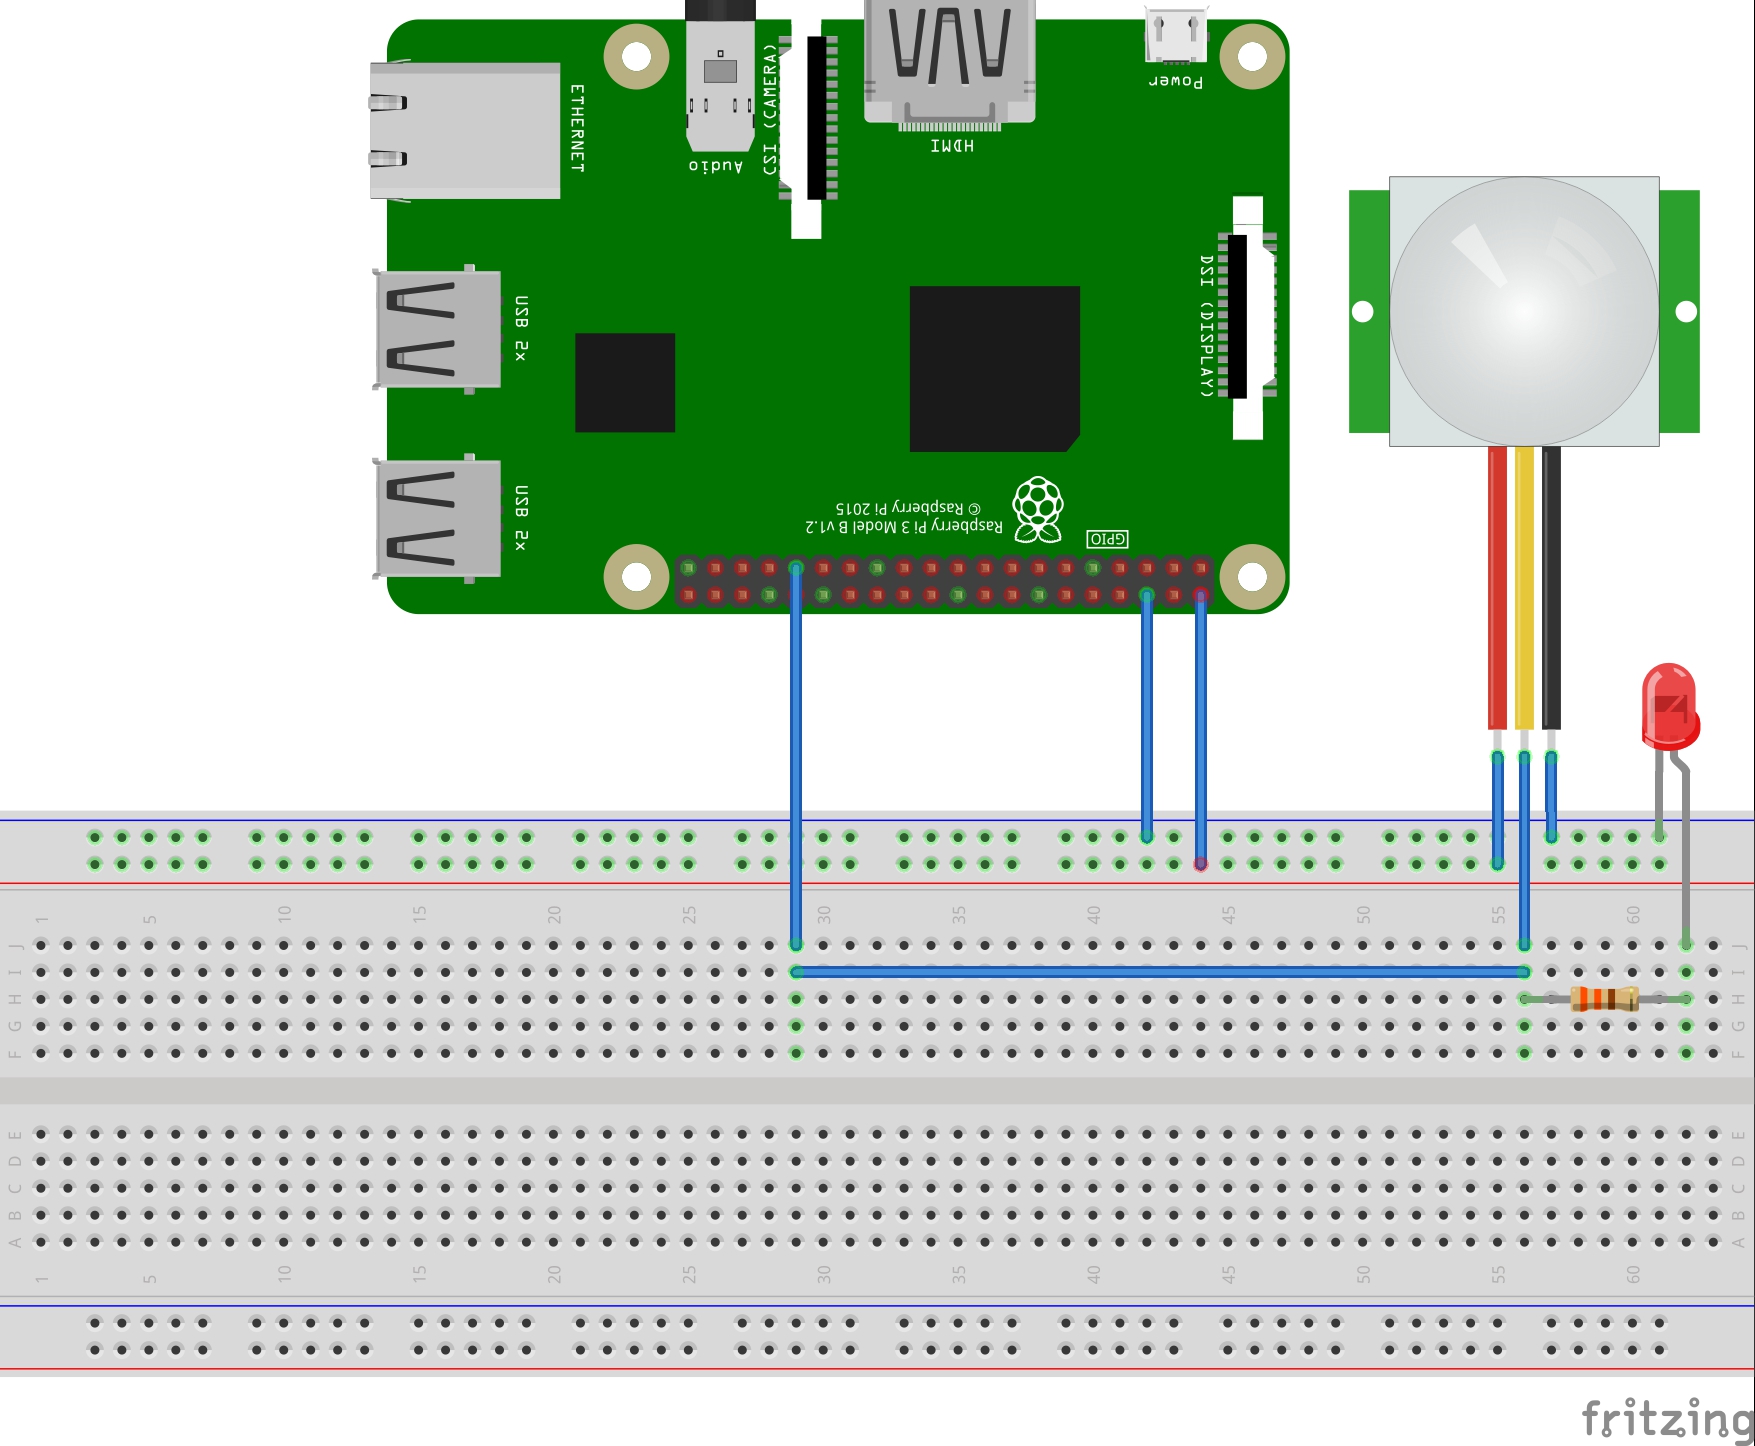 ETHERNET
Audio
CSI (CAMERA)
HDMI
Power
USB 2x
DSI (DISPLAY)
USB 2x
Raspberry Pi 3 Model B v1.2
© Raspberry Pi 2015
GPIO
1 5 10 15 20 25 30 35 40 45 50 55 60
J J
I I
H H
G G
F F
E E
D D
C C
B B
A A
1 5 10 15 20 25 30 35 40 45 50 55 60
fritzing